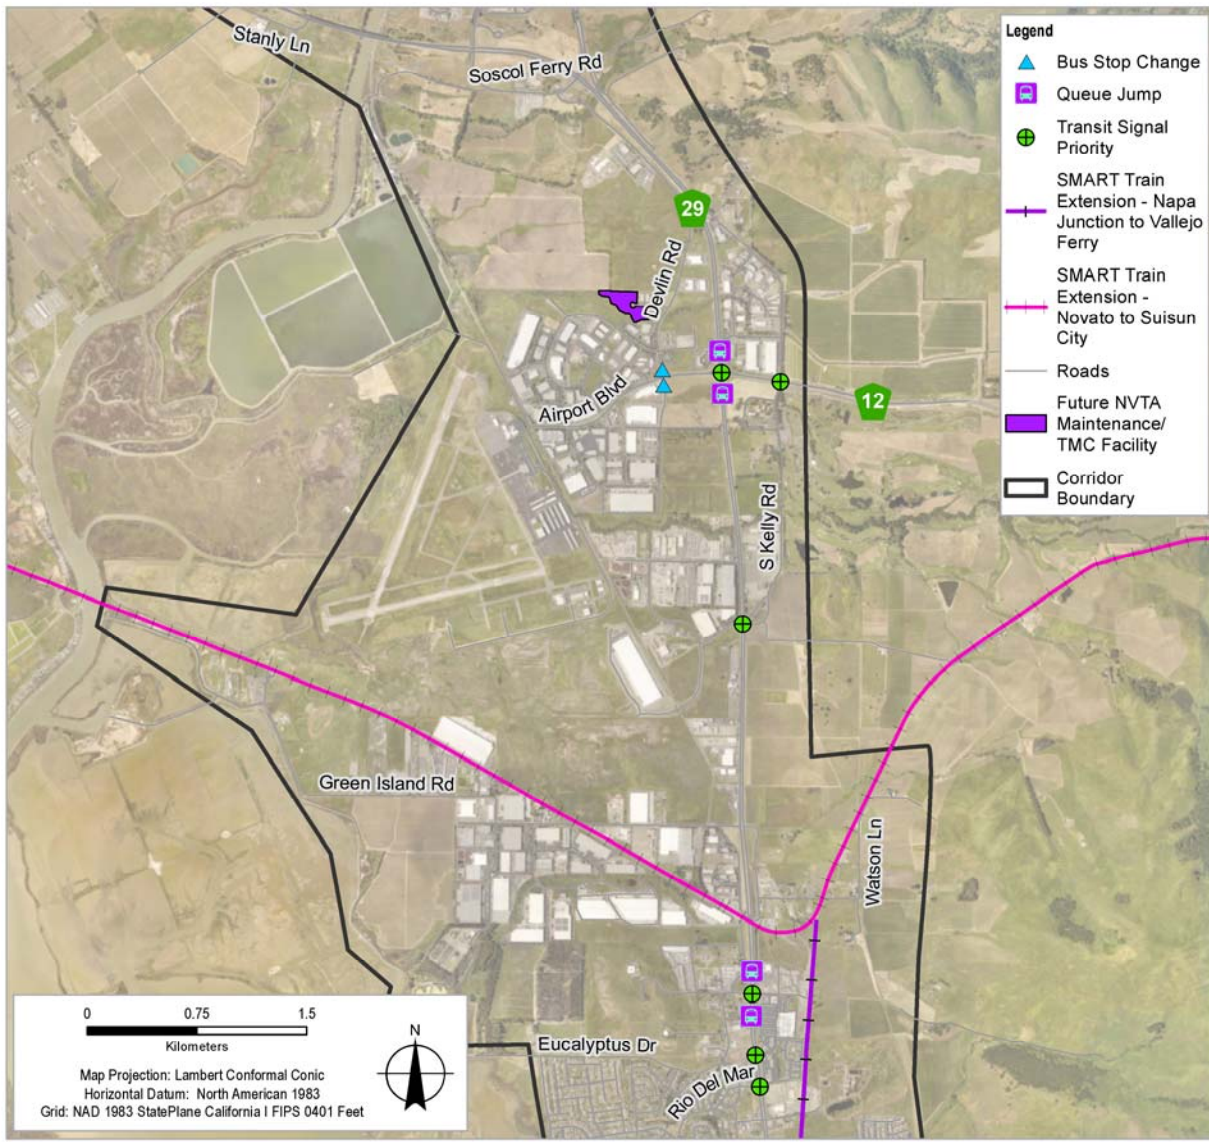 Stanly Ln
Soscol Ferry Rd
29
Devlin Rd
Airport Blvd
12
S Kelly Rd
Green Island Rd
Watson Ln
Eucalyptus Dr
Rio Del Mar
Legend
Bus Stop Change
Queue Jump
Transit Signal
Priority
SMART Train
Extension - Napa
Junction to Vallejo
Ferry
SMART Train
Extension -
Novato to Suisun
City
Roads
Future NVTA
Maintenance/
TMC Facility
Corridor
Boundary
0 0.75 1.5
Kilometers
N
Map Projection: Lambert Conformal Conic
Horizontal Datum: North American 1983
Grid: NAD 1983 StatePlane California I FIPS 0401 Feet